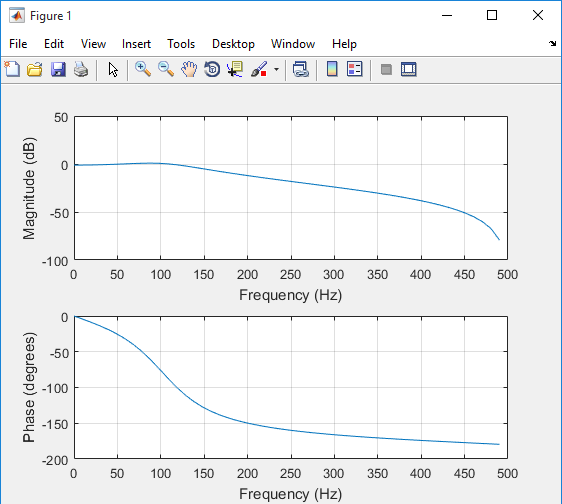 Figure 1
File Edit View Insert Tools Desktop Window Help
50
0
-50
-100
Magnitude (dB)
0 50 100 150 200 250 300 350 400 450 500
Frequency (Hz)
0
-50
-100
-150
-200
Phase (degrees)
0 50 100 150 200 250 300 350 400 450 500
Frequency (Hz)